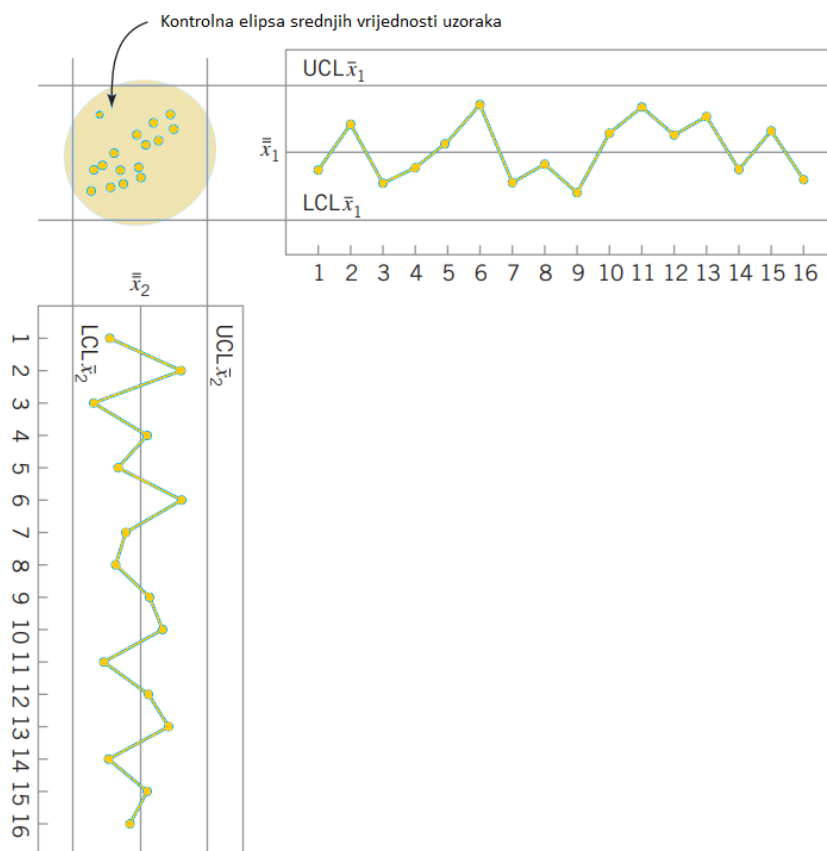 Kontrolna elipsa srednjih vrijednosti uzoraka
UCL x̄₁
x̿₁
LCL x̄₁
1 2 3 4 5 6 7 8 9 10 11 12 13 14 15 16
x̿₂
LCL x̄₂
UCL x̄₂
1
2
3
4
5
6
7
8
9
10
11
12
13
14
15
16